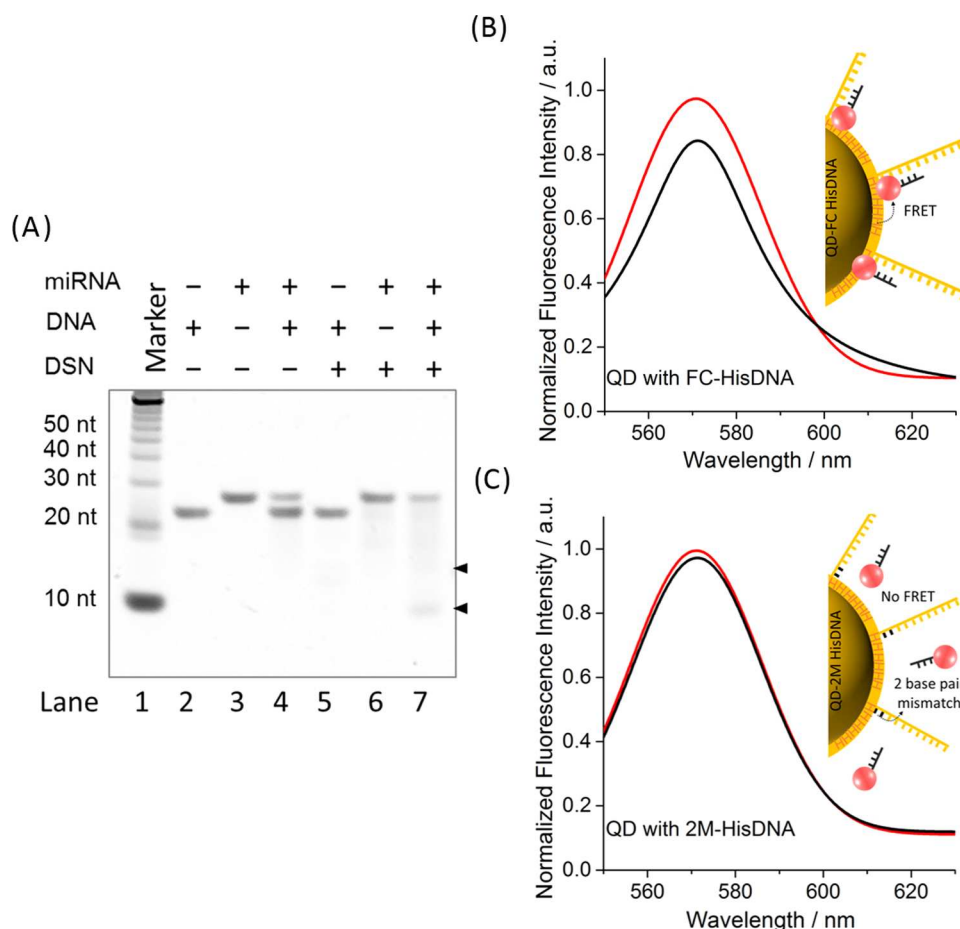 (A)
miRNA – + + – + +
DNA + – + + – +
DSN – – – + + +
Marker
50 nt
40 nt
30 nt
20 nt
10 nt
Lane 1 2 3 4 5 6 7
(B)
Normalized Fluorescence Intensity / a.u.
1.0
0.8
0.6
0.4
0.2
0.0
QD-FC HisDNA
FRET
QD with FC-HisDNA
560 580 600 620
Wavelength / nm
(C)
Normalized Fluorescence Intensity / a.u.
1.0
0.8
0.6
0.4
0.2
0.0
QD-2M HisDNA
No FRET
2 base pai
mismatch
QD with 2M-HisDNA
560 580 600 620
Wavelength / nm